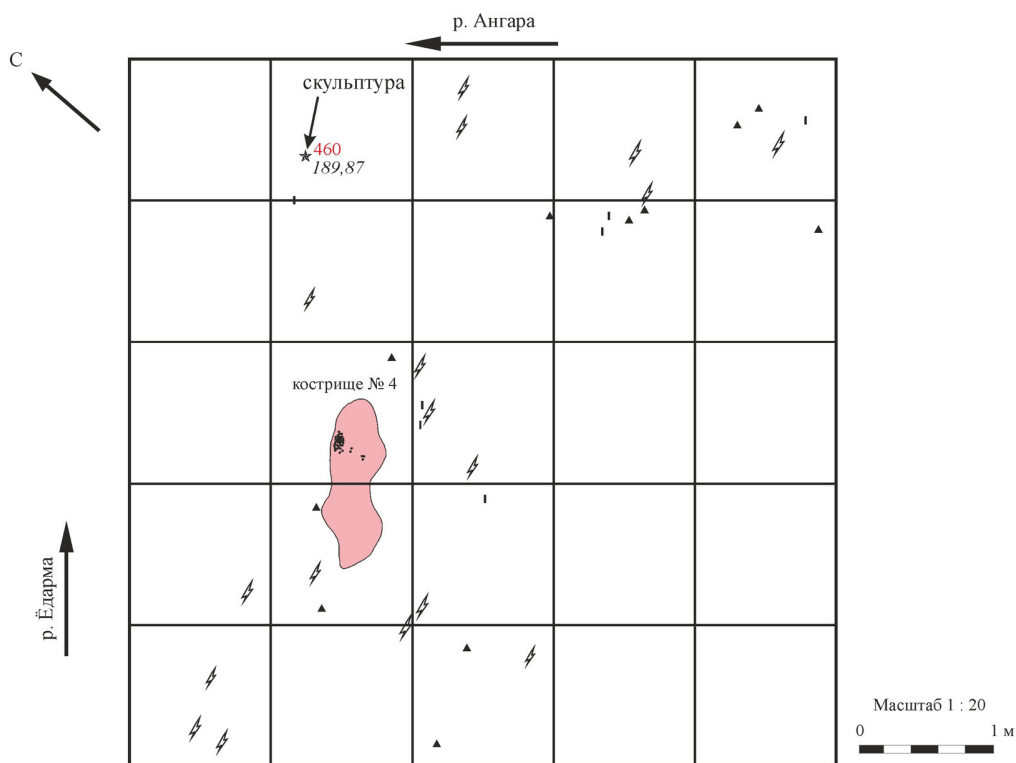 р. Ангара
С
скульптура
460
189,87
кострище № 4
р. Ёдарма
Масштаб 1 : 20
0 1 м